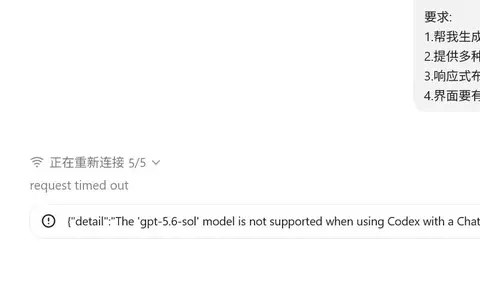 要求:
1.帮我生成
2.提供多种
3.响应式布
4.界面要有
正在重新连接 5/5
request timed out
{"detail":"The 'gpt-5.6-sol' model is not supported when using Codex with a Chat